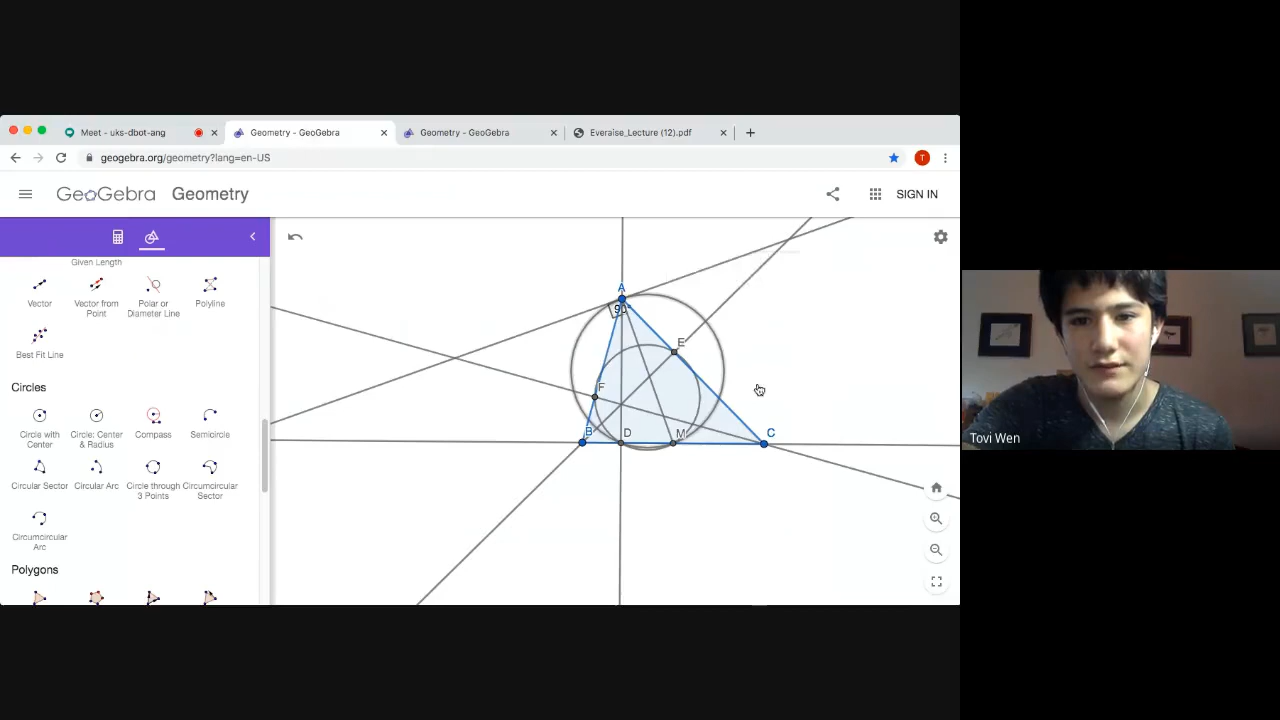 Meet - uks-dbot-ang
Geometry - GeoGebra
Geometry - GeoGebra
Everaise_Lecture (12).pdf
geogebra.org/geometry?lang=en-US
T
GeoGebra Geometry
SIGN IN
Given Length
Vector
Vector from Point
Polar or Diameter Line
Polyline
Best Fit Line
Circles
Circle with Center
Circle: Center & Radius
Compass
Semicircle
Circular Sector
Circular Arc
Circle through 3 Points
Circumcircular Sector
Circumcircular Arc
Polygons
A
90
E
F
B
D
M
C
Tovi Wen